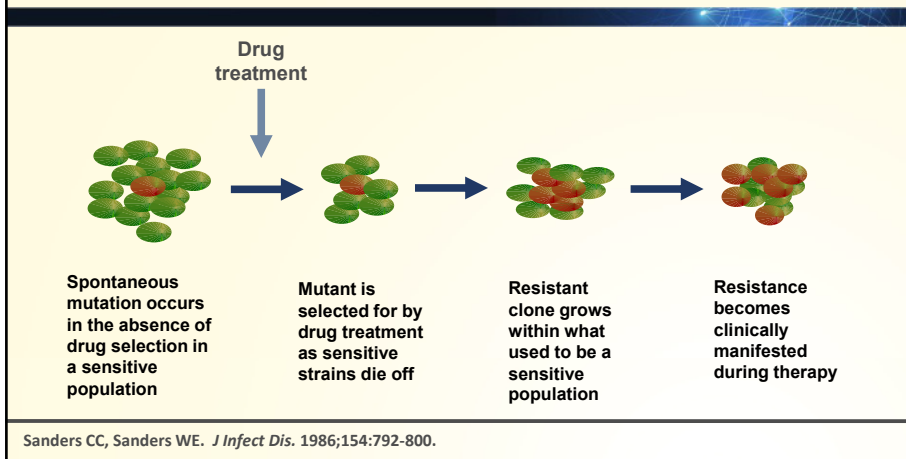 Drug
treatment
Spontaneous
mutation occurs
in the absence of
drug selection in
a sensitive
population
Mutant is
selected for by
drug treatment
as sensitive
strains die off
Resistant
clone grows
within what
used to be a
sensitive
population
Resistance
becomes
clinically
manifested
during therapy
Sanders CC, Sanders WE. J Infect Dis. 1986;154:792-800.